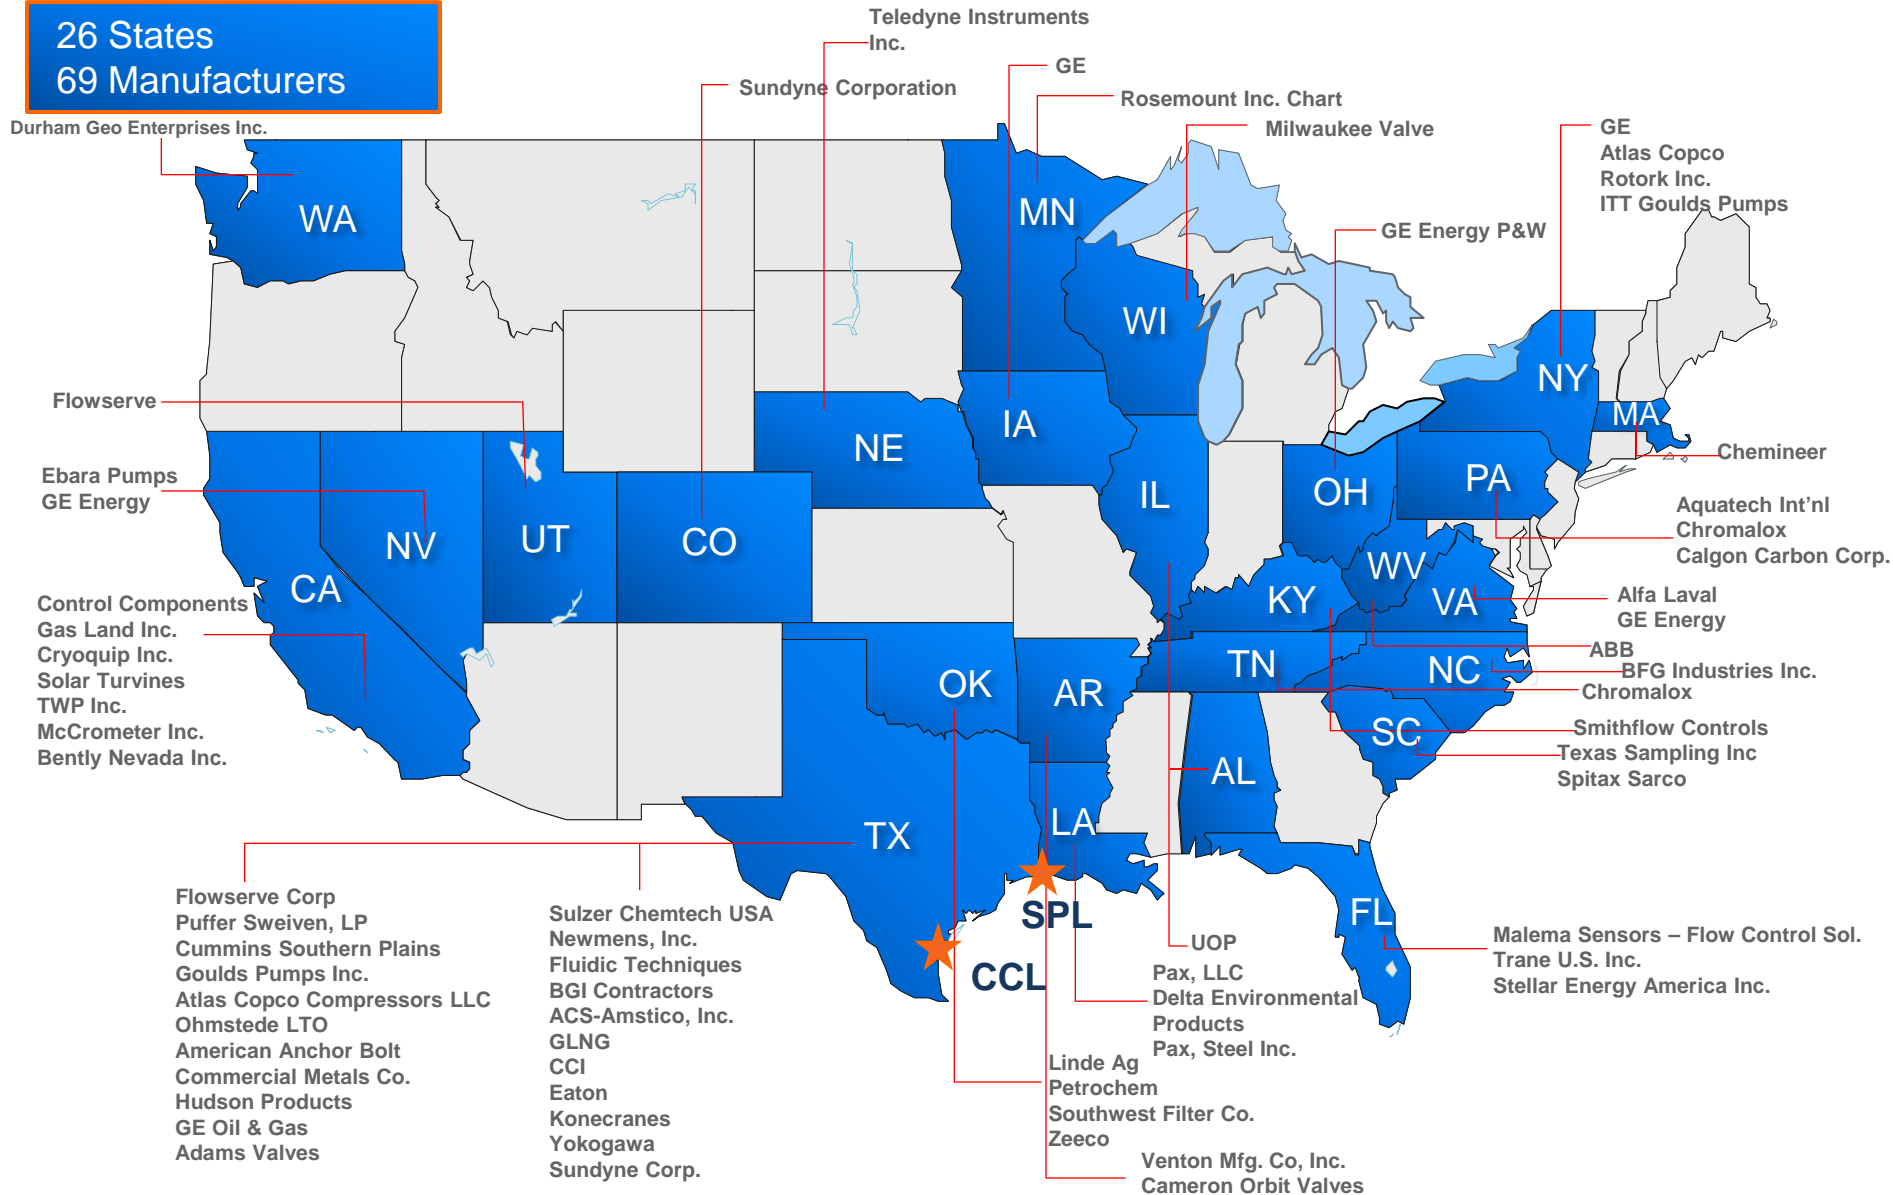 26 States
69 Manufacturers
Teledyne Instruments
Inc.
GE
Sundyne Corporation
Rosemount Inc. Chart
Milwaukee Valve
Durham Geo Enterprises Inc.
GE
Atlas Copco
Rotork Inc.
ITT Goulds Pumps
GE Energy P&W
WA
MN
WI
NY
MA
IA
NE
Flowserve
Chemineer
Ebara Pumps
GE Energy
PA
OH
IL
Aquatech Int'nl
Chromalox
Calgon Carbon Corp.
NV
UT
CO
CA
WV
KY
VA
Alfa Laval
GE Energy
Control Components
Gas Land Inc.
Cryoquip Inc.
Solar Turvines
TWP Inc.
McCrometer Inc.
Bently Nevada Inc.
ABB
BFG Industries Inc.
Chromalox
TN
NC
OK
AR
SC
Smithflow Controls
Texas Sampling Inc
Spitax Sarco
AL
LA
TX
FL
Flowserve Corp
Puffer Sweiven, LP
Cummins Southern Plains
Goulds Pumps Inc.
Atlas Copco Compressors LLC
Ohmstede LTO
American Anchor Bolt
Commercial Metals Co.
Hudson Products
GE Oil & Gas
Adams Valves
Sulzer Chemtech USA
Newmens, Inc.
Fluidic Techniques
BGI Contractors
ACS-Amstico, Inc.
GLNG
CCI
Eaton
Konecranes
Yokogawa
Sundyne Corp.
SPL
CCL
UOP
Pax, LLC
Delta Environmental
Products
Pax, Steel Inc.
Malema Sensors – Flow Control Sol.
Trane U.S. Inc.
Stellar Energy America Inc.
Linde Ag
Petrochem
Southwest Filter Co.
Zeeco
Venton Mfg. Co, Inc.
Cameron Orbit Valves